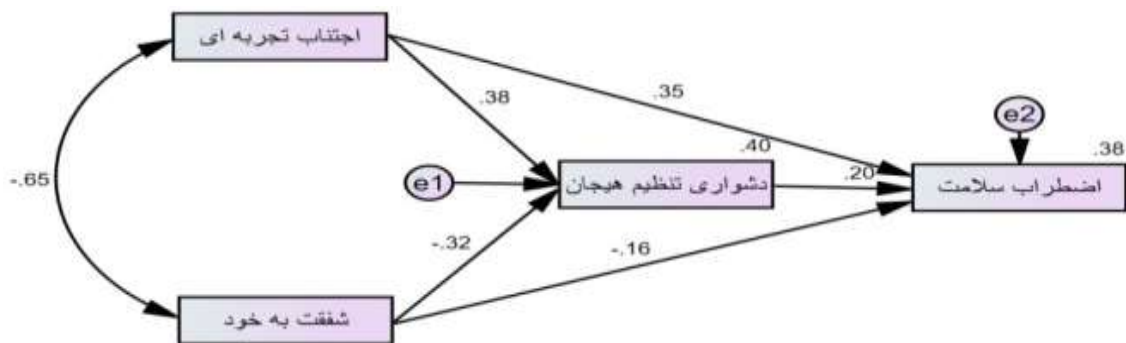 اجتناب تجربه ای
.38
.35
-.65
e1
.40
دشواری تنظیم هیجان
.20
e2
.38
اضطراب سلامت
-.32
-.16
شفقت به خود